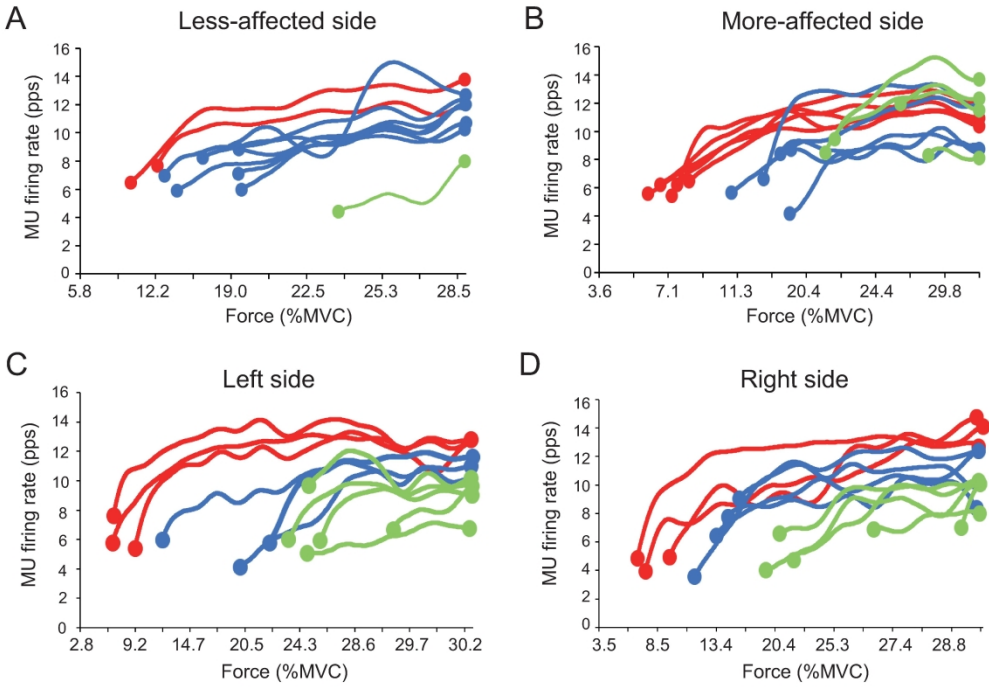 A
Less-affected side
MU firing rate (pps)
16
14
12
10
8
6
4
2
0
5.8 12.2 19.0 22.5 25.3 28.5
Force (%MVC)
B
More-affected side
MU firing rate (pps)
16
14
12
10
8
6
4
2
0
3.6 7.1 11.3 20.4 24.4 29.8
Force (%MVC)
C
Left side
MU firing rate (pps)
16
14
12
10
8
6
4
2
0
2.8 9.2 14.7 20.5 24.3 28.6 29.7 30.2
Force (%MVC)
D
Right side
MU firing rate (pps)
16
14
12
10
8
6
4
2
0
3.5 8.5 13.4 20.4 25.3 27.4 28.8
Force (%MVC)